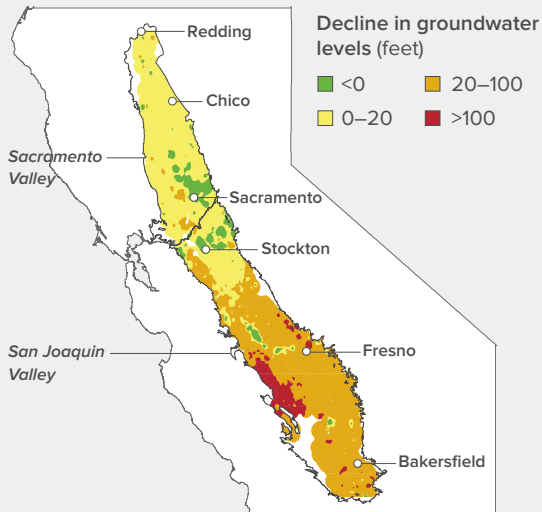 Decline in groundwater
levels (feet)
<0
20–100
0–20
>100
Redding
Chico
Sacramento
Valley
Sacramento
Stockton
San Joaquin
Valley
Fresno
Bakersfield